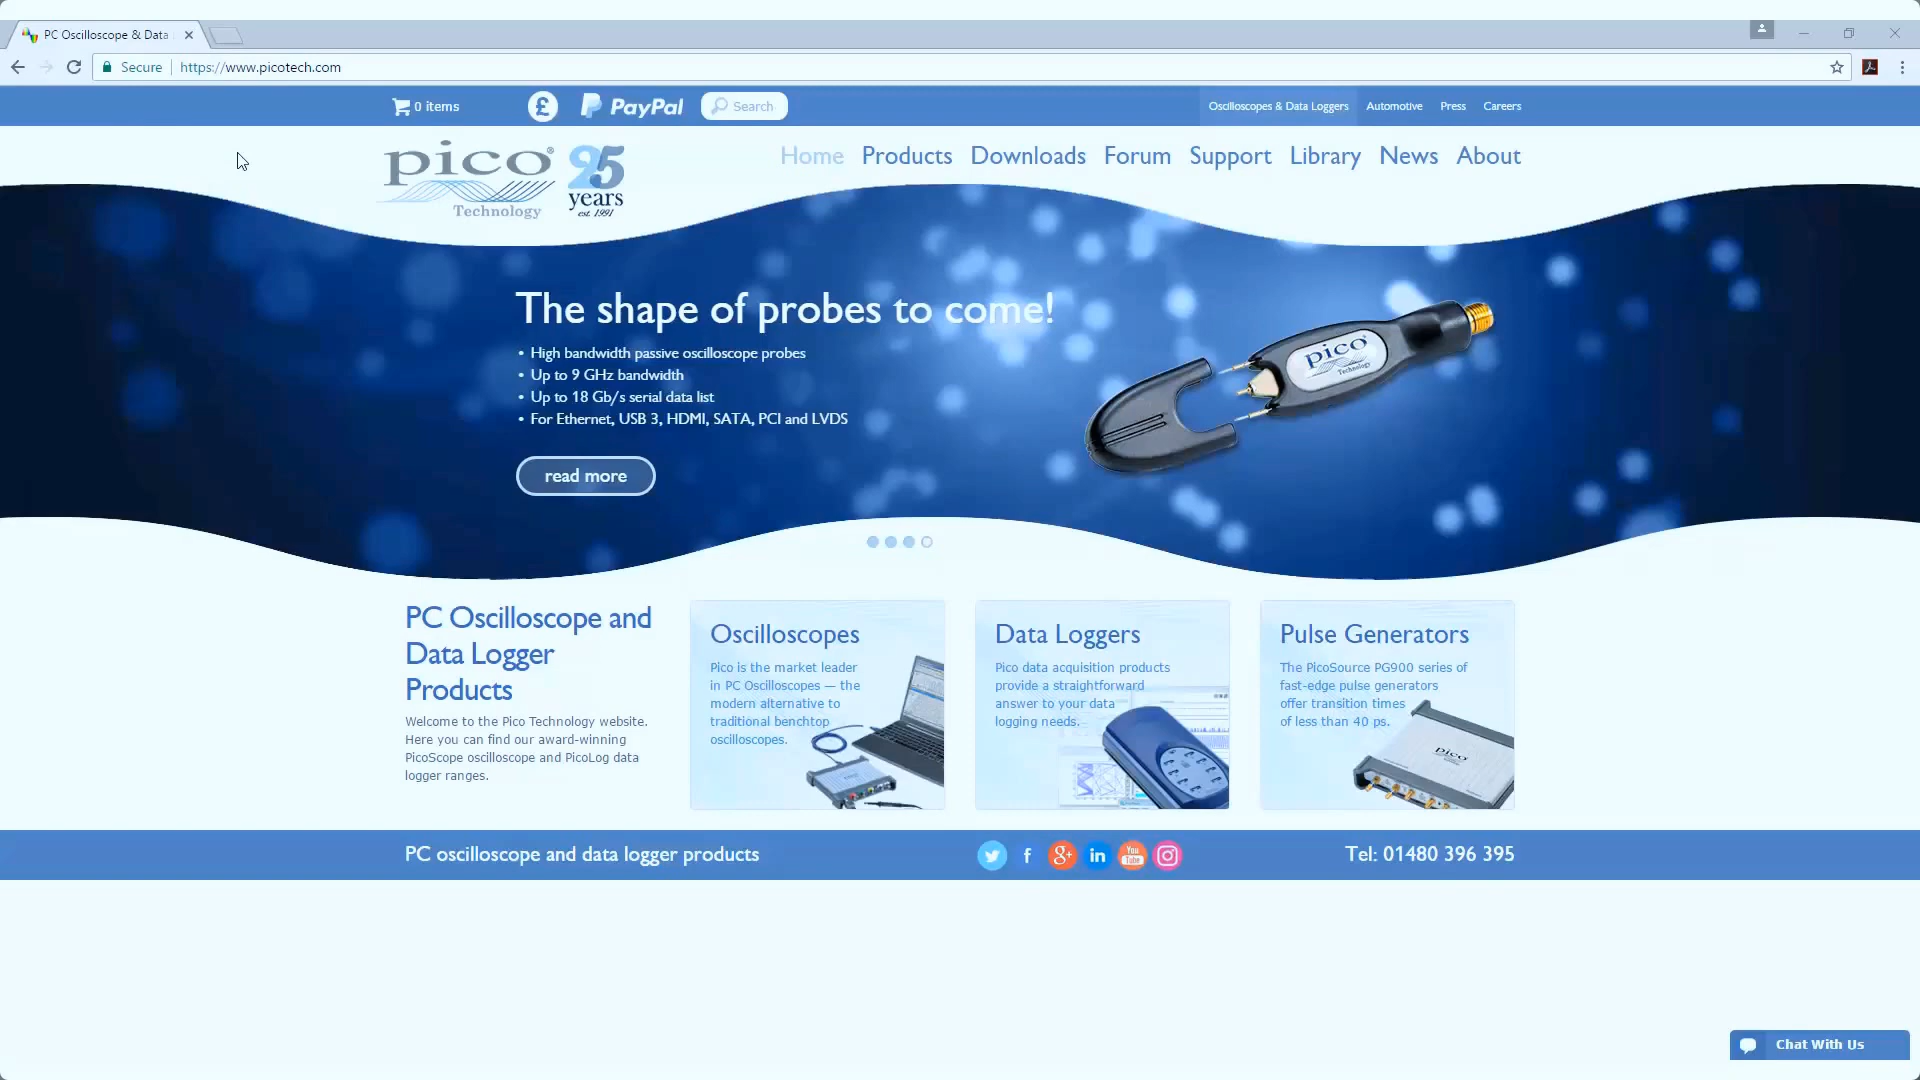 PC Oscilloscope & Data
Secure https://www.picotech.com
0 items £ PayPal Search Oscilloscopes & Data Loggers Automotive Press Careers
pico®
Technology
25
years
est. 1991
Home Products Downloads Forum Support Library News About
The shape of probes to come!
• High bandwidth passive oscilloscope probes
• Up to 9 GHz bandwidth
• Up to 18 Gb/s serial data list
• For Ethernet, USB 3, HDMI, SATA, PCI and LVDS
read more
pico
Technology
PC Oscilloscope and
Data Logger
Products
Welcome to the Pico Technology website.
Here you can find our award-winning
PicoScope oscilloscope and PicoLog data
logger ranges.
Oscilloscopes
Pico is the market leader
in PC Oscilloscopes — the
modern alternative to
traditional benchtop
oscilloscopes.
Data Loggers
Pico data acquisition products
provide a straightforward
answer to your data
logging needs.
Pulse Generators
The PicoSource PG900 series of
fast-edge pulse generators
offer transition times
of less than 40 ps.
pico
PC oscilloscope and data logger products
f g+ in You Tube
Tel: 01480 396 395
Chat With Us